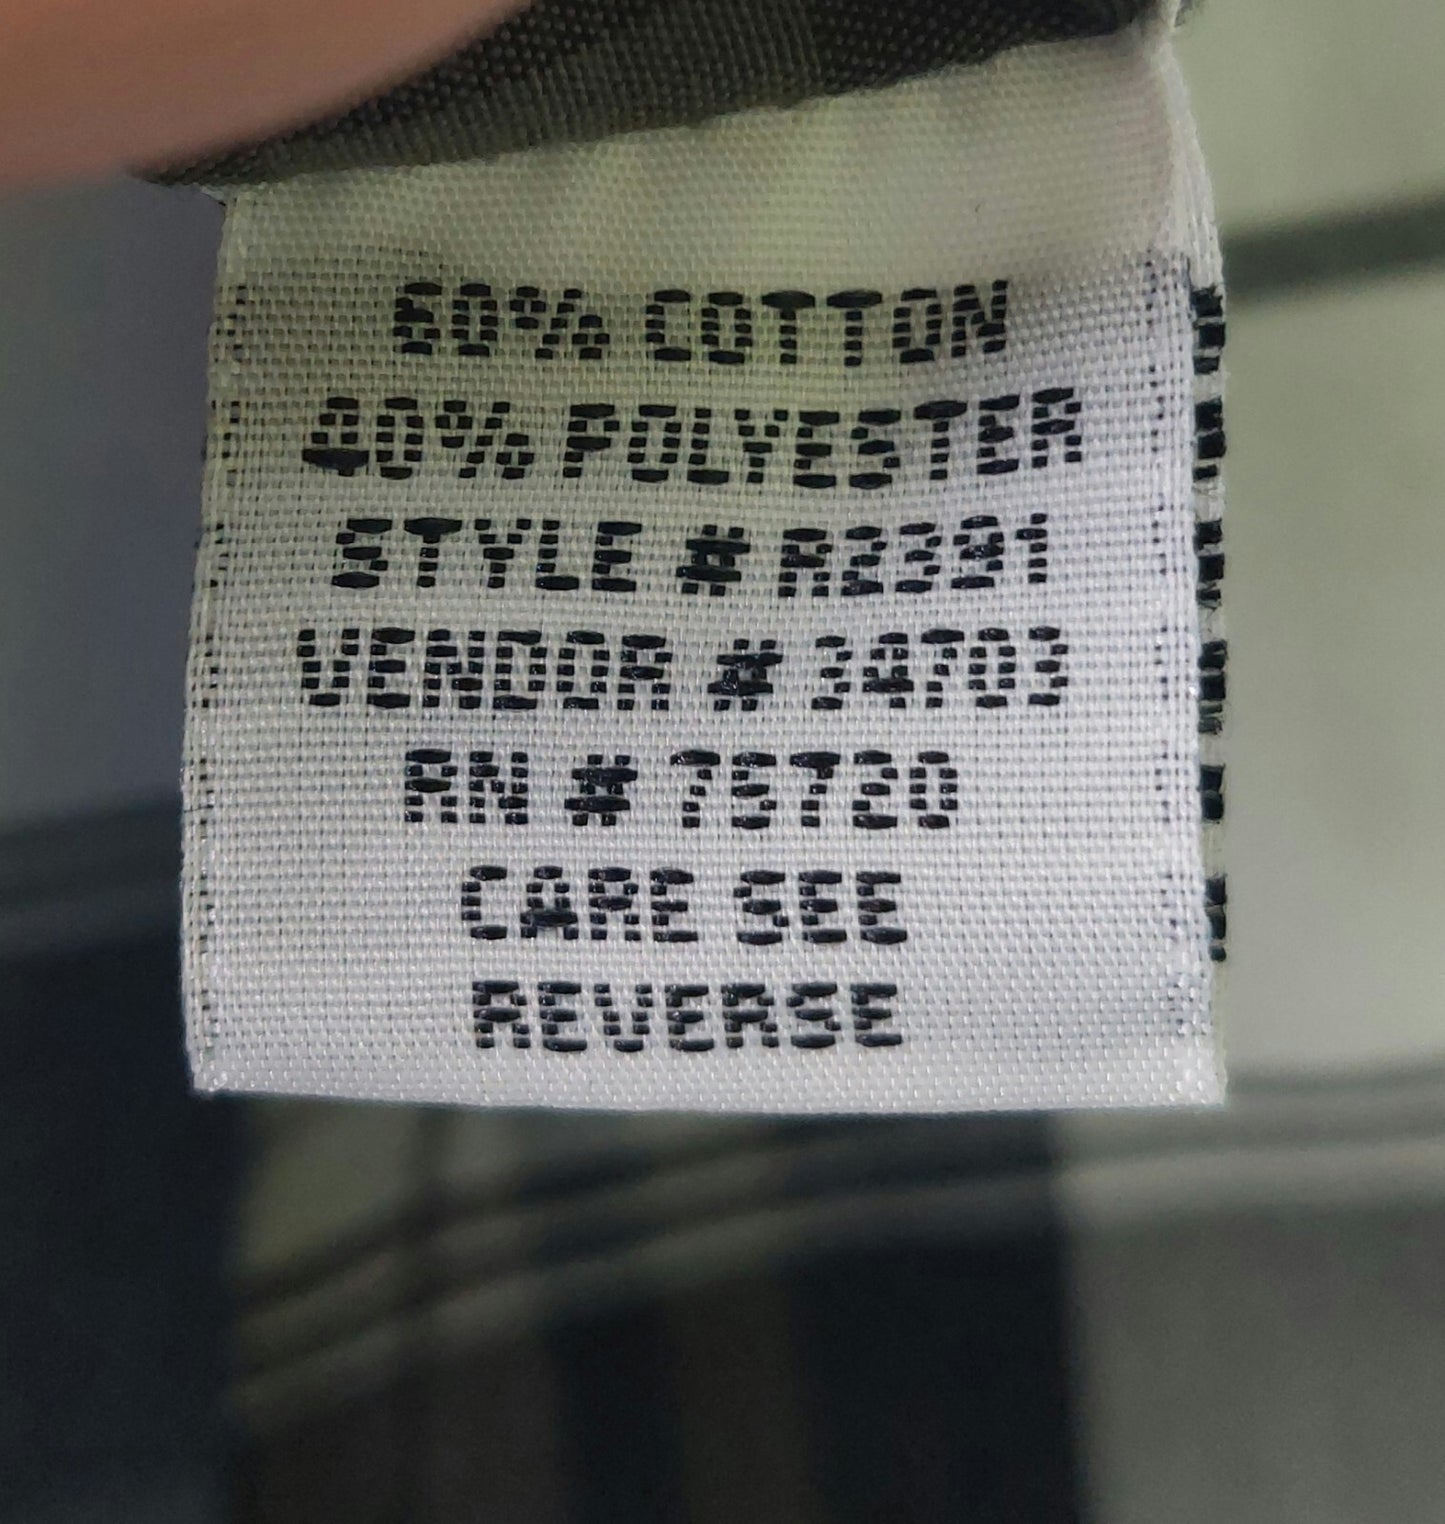 60% COTTON
40% POLYESTER
STYLE # R2391
VENDOR # 34703
RN # 75720
CARE SEE
REVERSE